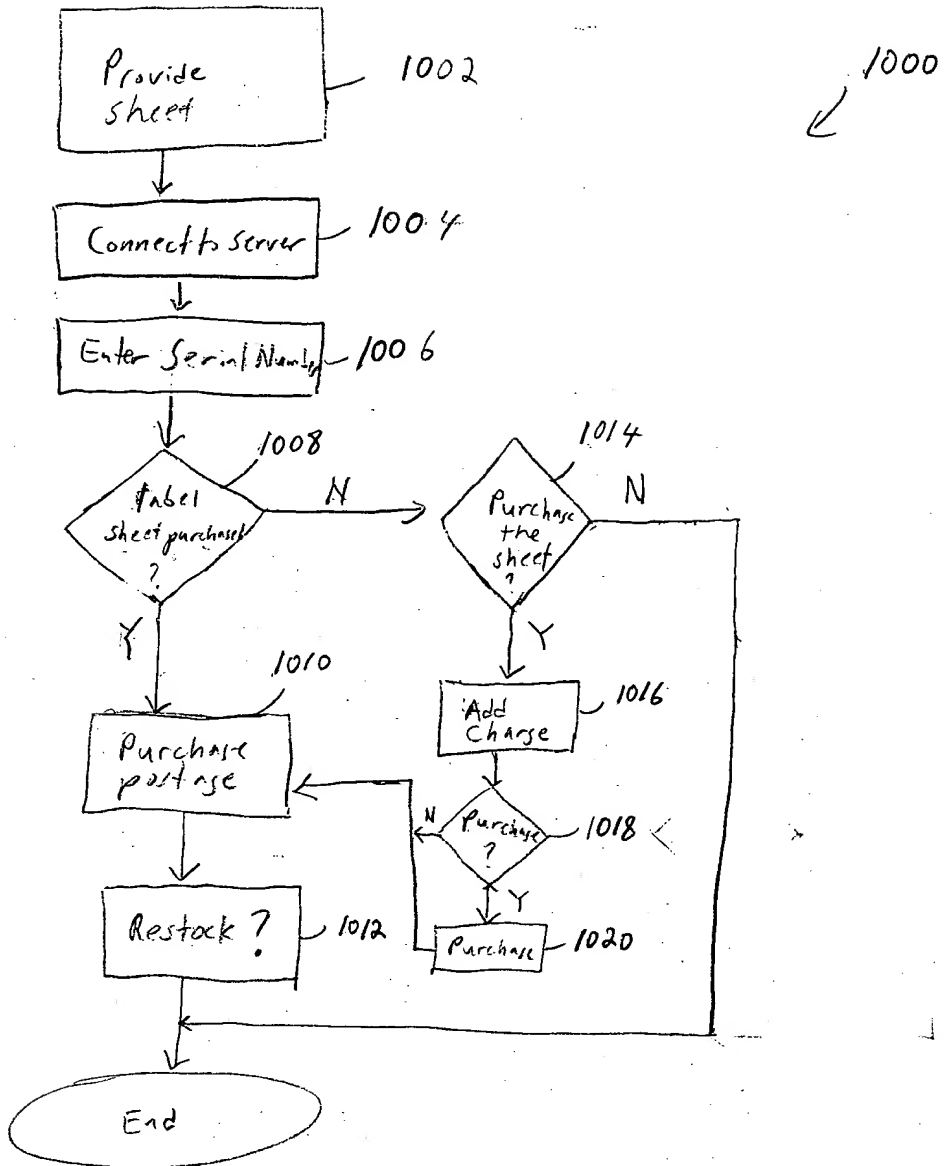 1000
Provide
sheet
1002
Connect to server
1004
Enter Serial Number
1006
1008
label
sheet purchased
?
N
Y
1014
Purchase
the
sheet
?
N
Y
1010
Purchase
postage
1016
Add
Charge
1018
Purchase
?
N
Y
1020
Purchase
Restock ?
1012
End